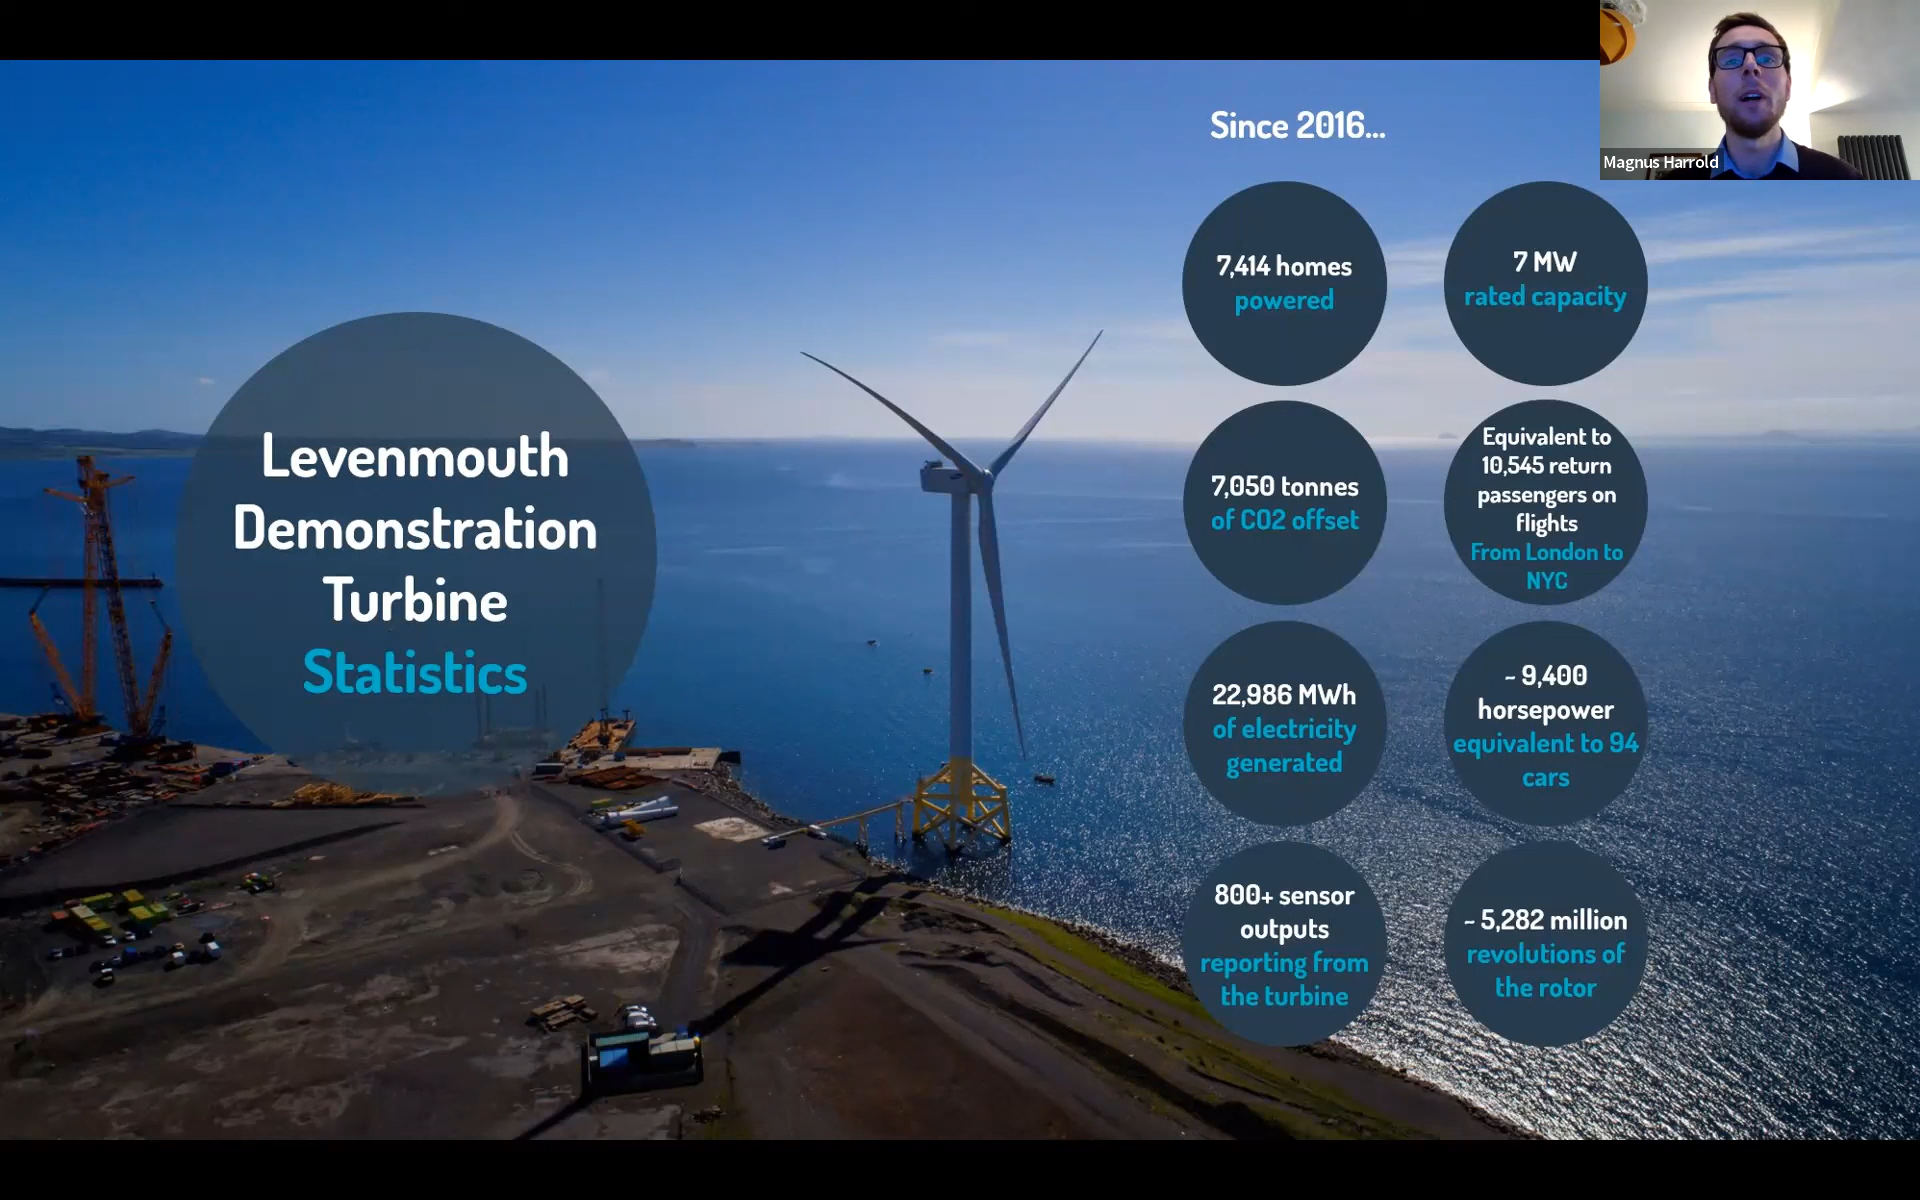 Since 2016...
Magnus Harrold
7,414 homes
powered
7 MW
rated capacity
Levenmouth
Demonstration
Turbine
Statistics
7,050 tonnes
of CO2 offset
Equivalent to
10,545 return
passengers on
flights
From London to
NYC
22,986 MWh
of electricity
generated
~ 9,400
horsepower
equivalent to 94
cars
800+ sensor
outputs
reporting from
the turbine
~ 5,282 million
revolutions of
the rotor